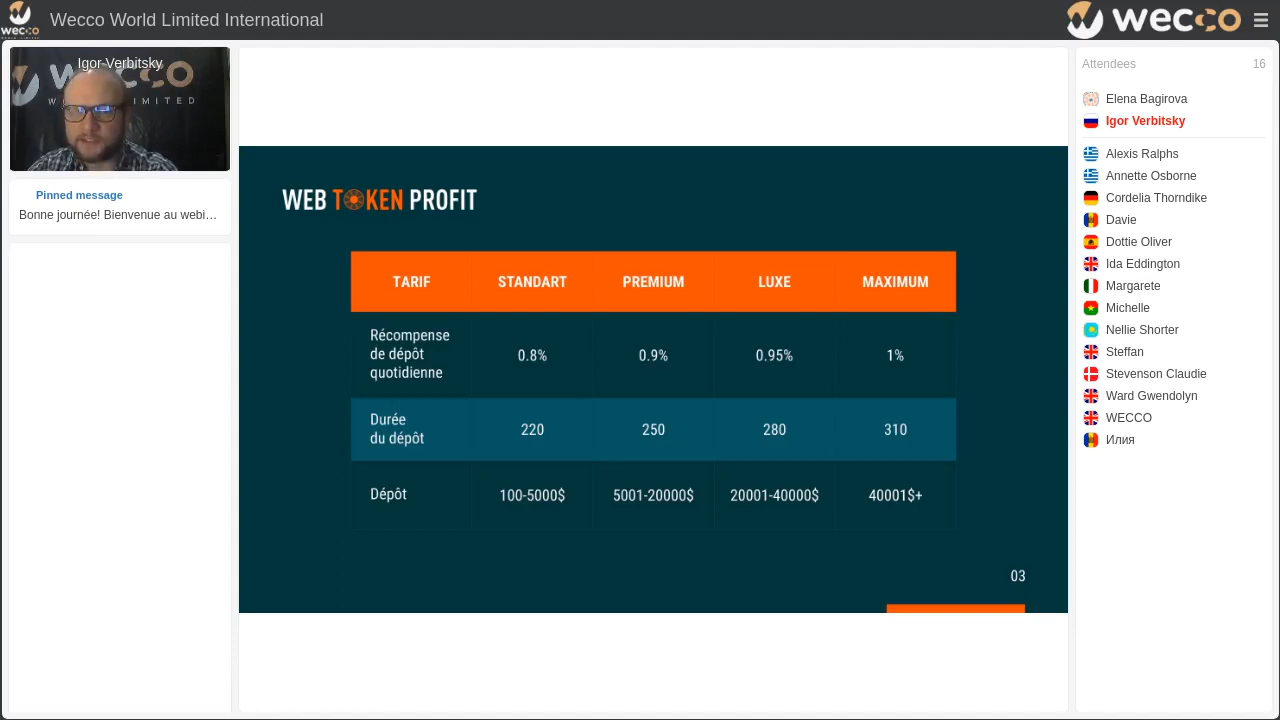 wecco
Wecco World Limited International
wecco
Igor Verbitsky
Pinned message
Bonne journée! Bienvenue au webi…
WEB TOKEN PROFIT
TARIF STANDART PREMIUM LUXE MAXIMUM
Récompense
de dépôt
quotidienne
0.8% 0.9% 0.95% 1%
Durée
du dépôt
220 250 280 310
Dépôt 100-5000$ 5001-20000$ 20001-40000$ 40001$+
03
Attendees 16
Elena Bagirova
Igor Verbitsky
Alexis Ralphs
Annette Osborne
Cordelia Thorndike
Davie
Dottie Oliver
Ida Eddington
Margarete
Michelle
Nellie Shorter
Steffan
Stevenson Claudie
Ward Gwendolyn
WECCO
Илия